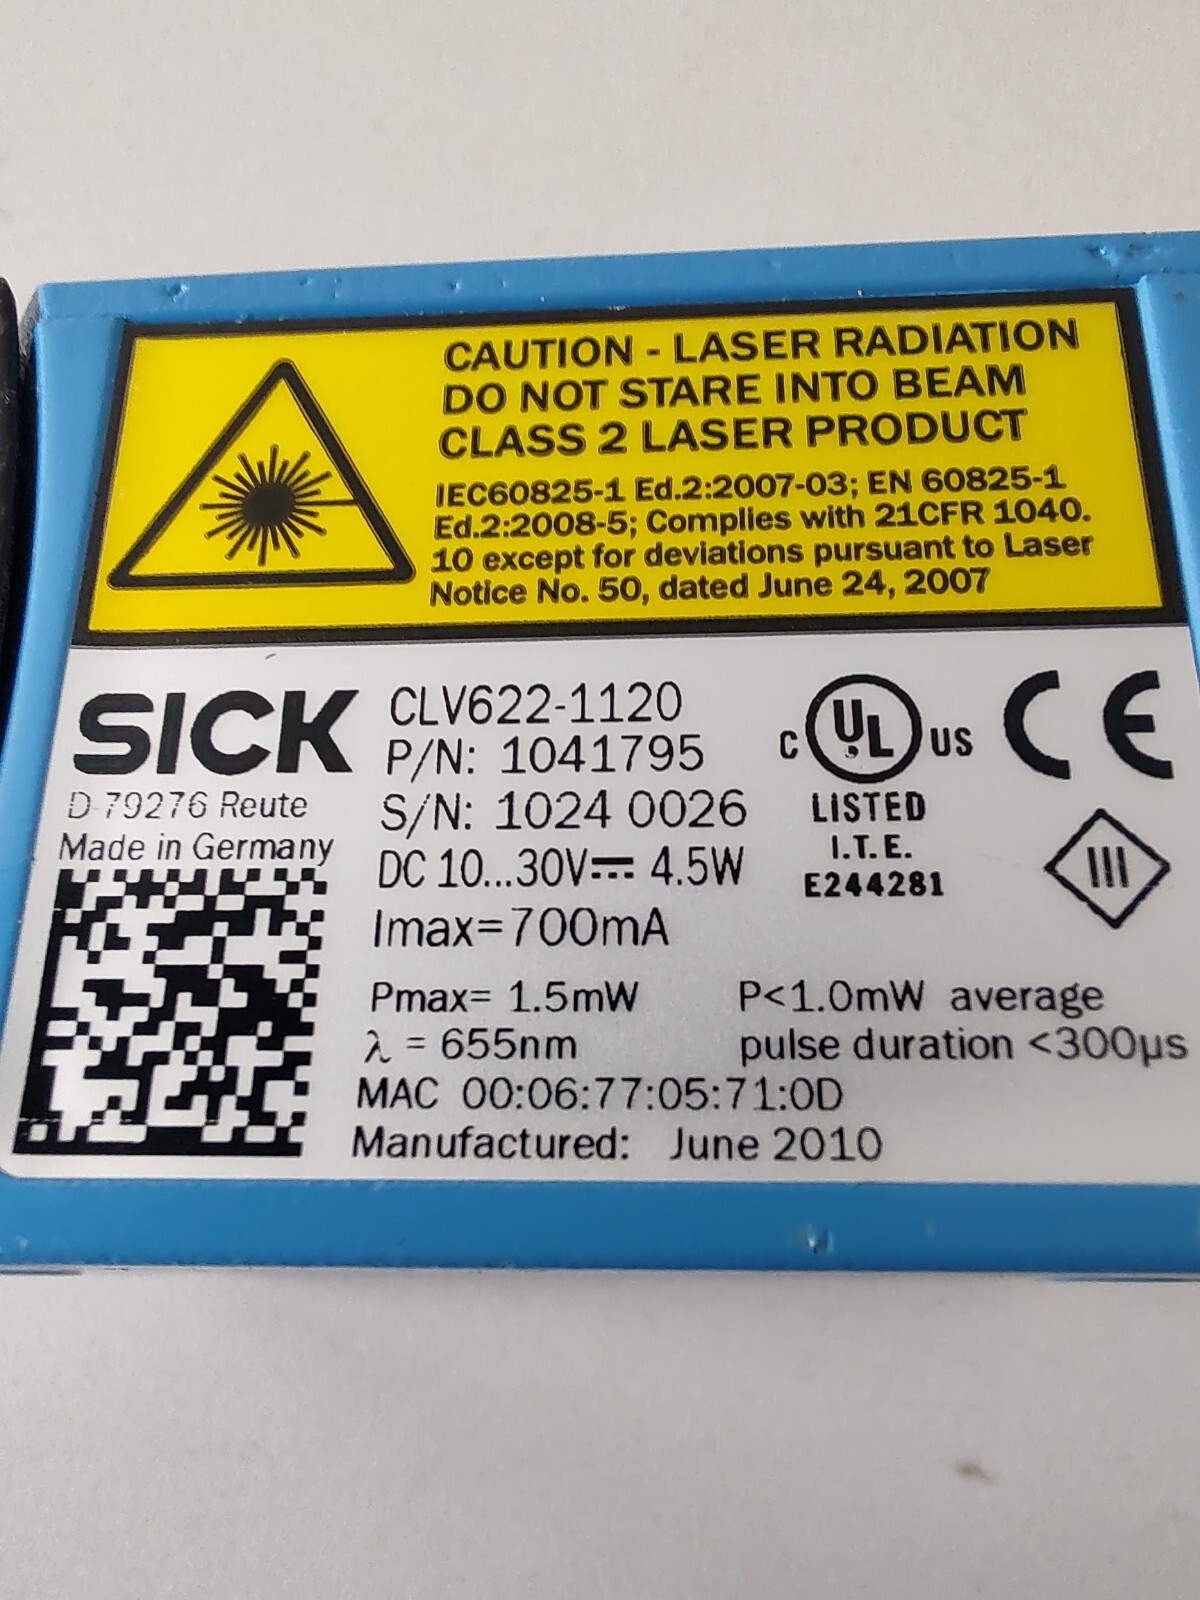 CAUTION - LASER RADIATION
DO NOT STARE INTO BEAM
CLASS 2 LASER PRODUCT
IEC60825-1 Ed.2:2007-03; EN 60825-1
Ed.2:2008-5; Complies with 21CFR 1040.
10 except for deviations pursuant to Laser
Notice No. 50, dated June 24, 2007
SICK
D-79276 Reute
Made in Germany
CLV622-1120
P/N: 1041795
S/N: 1024 0026
DC 10...30V⎓ 4.5W
Imax=700mA
C UL US
LISTED
I.T.E.
E244281
CE
III
Pmax= 1.5mW P<1.0mW average
λ = 655nm pulse duration <300µs
MAC 00:06:77:05:71:0D
Manufactured: June 2010